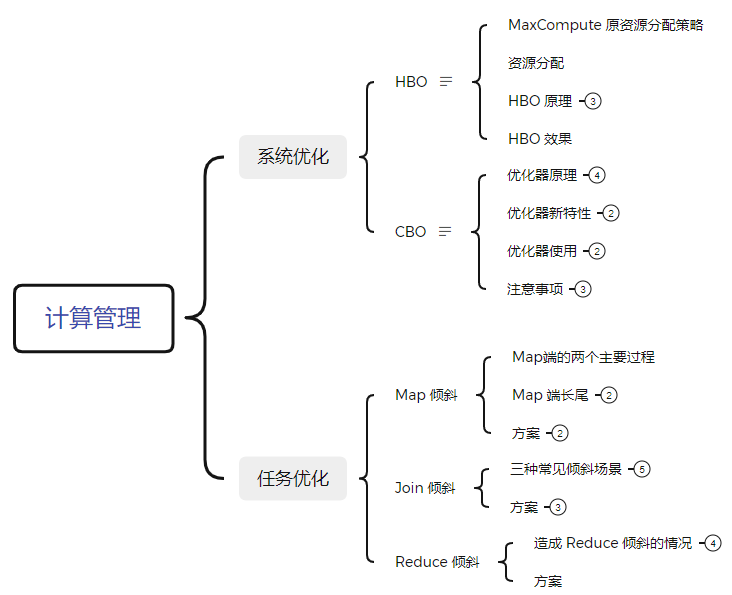 计算管理
系统优化
HBO
MaxCompute 原资源分配策略
资源分配
HBO 原理 3
HBO 效果
CBO
优化器原理 4
优化器新特性 2
优化器使用 2
注意事项 3
任务优化
Map 倾斜
Map端的两个主要过程
Map 端长尾 2
方案 2
Join 倾斜
三种常见倾斜场景 5
方案 3
Reduce 倾斜
造成 Reduce 倾斜的情况 4
方案